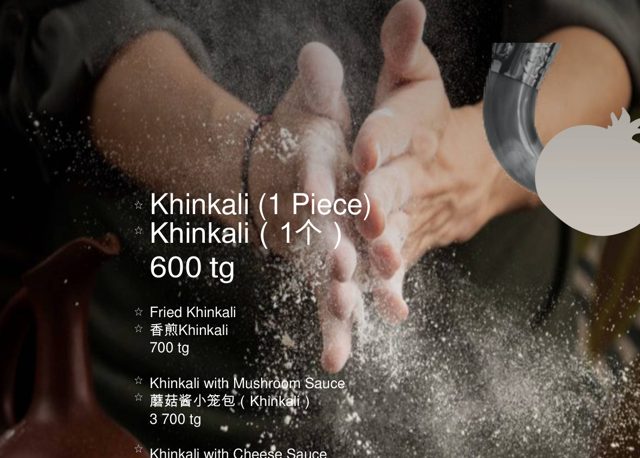 ☆ Khinkali (1 Piece)
☆ Khinkali（1个）
600 tg
☆ Fried Khinkali
☆ 香煎Khinkali
700 tg
☆ Khinkali with Mushroom Sauce
☆ 蘑菇酱小笼包（Khinkali）
3 700 tg
☆ Khinkali with Cheese Sauce